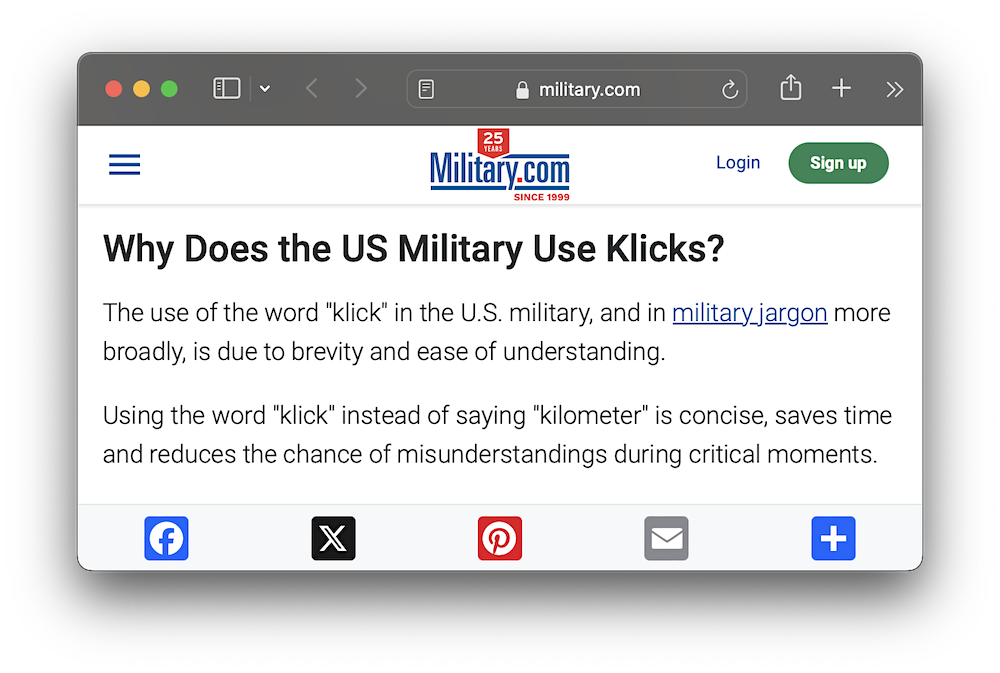 military.com
25
YEARS
Military.com
SINCE 1999
Login
Sign up
Why Does the US Military Use Klicks?
The use of the word "klick" in the U.S. military, and in military jargon more
broadly, is due to brevity and ease of understanding.
Using the word "klick" instead of saying "kilometer" is concise, saves time
and reduces the chance of misunderstandings during critical moments.